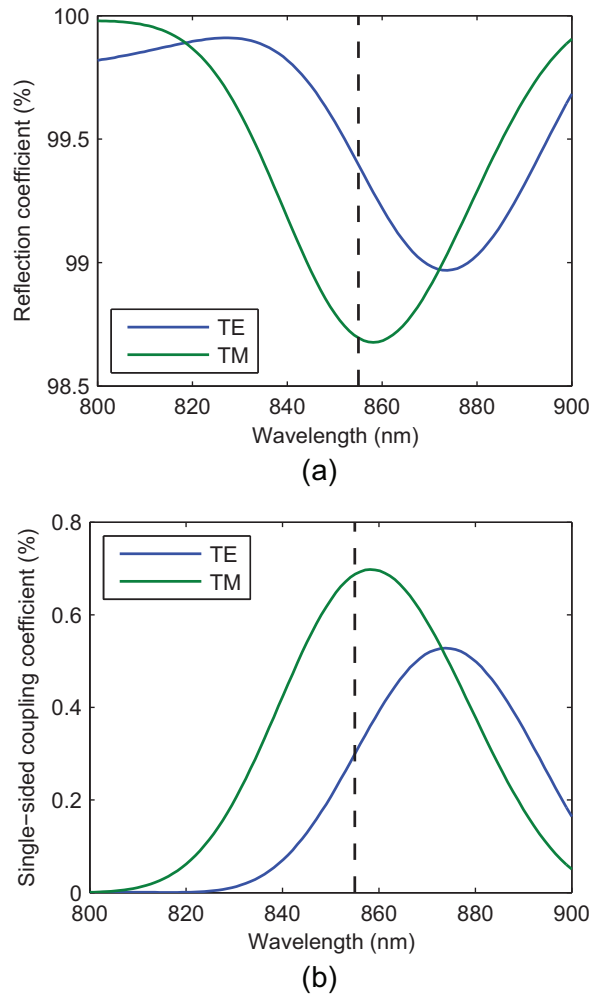 100
99.5
99
98.5
Reflection coefficient (%)
TE
TM
800 820 840 860 880 900
Wavelength (nm)
(a)
0.8
0.6
0.4
0.2
0
Single−sided coupling coefficient (%)
TE
TM
800 820 840 860 880 900
Wavelength (nm)
(b)